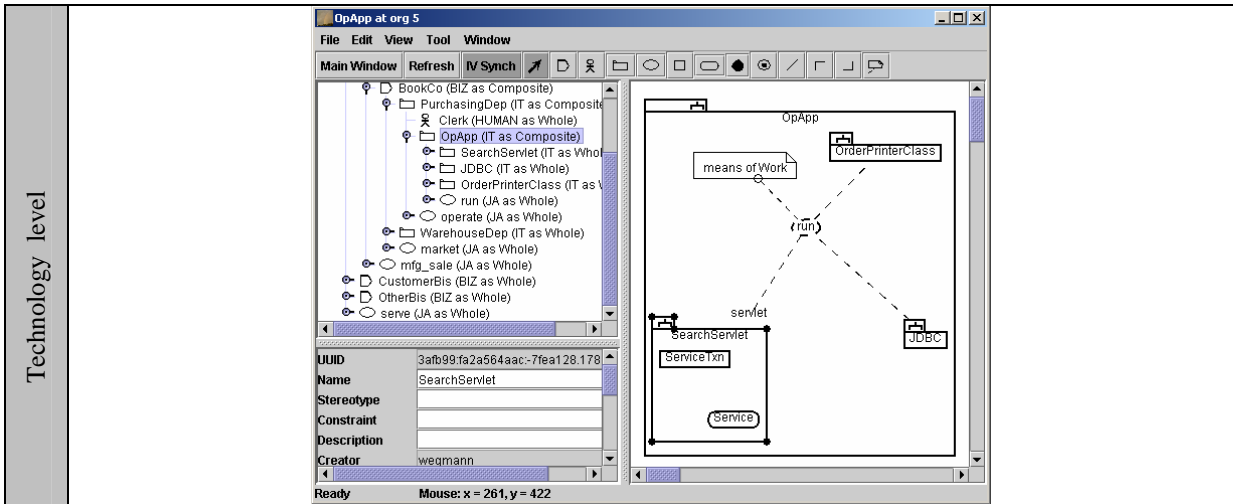 Technology level
OpApp at org 5
File Edit View Tool Window
Main Window Refresh IV Synch
BookCo (BIZ as Composite)
PurchasingDep (IT as Composite
Clerk (HUMAN as Whole)
OpApp (IT as Composite)
SearchServlet (IT as Whol
JDBC (IT as Whole)
OrderPrinterClass (IT as W
run (JA as Whole)
operate (JA as Whole)
WarehouseDep (IT as Whole)
market (JA as Whole)
mfg_sale (JA as Whole)
CustomerBis (BIZ as Whole)
OtherBis (BIZ as Whole)
serve (JA as Whole)
UUID 3afb99:fa2a564aac:-7fea128.178
Name SearchServlet
Stereotype
Constraint
Description
Creator wegmann
OpApp
OrderPrinterClass
means of Work
run
servlet
SearchServlet
JDBC
ServiceTxn
Service
Ready Mouse: x = 261, y = 422